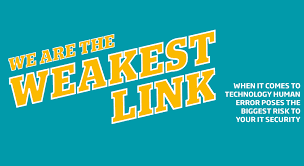 WE ARE THE
WEAKEST
LINK
WHEN IT COMES TO
TECHNOLOGY HUMAN
ERROR POSES THE
BIGGEST RISK TO
YOUR IT SECURITY